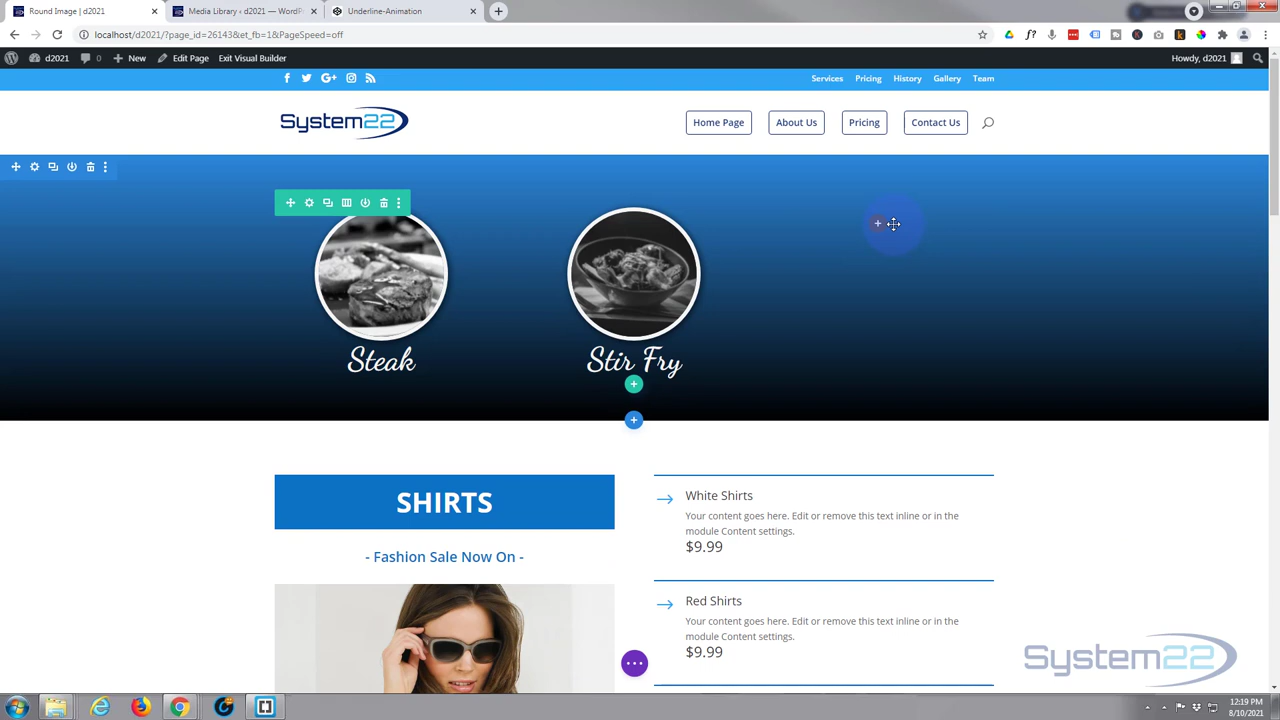 Round Image | d2021
Media Library ‹ d2021 — WordP
Underline-Animation
localhost/d2021/?page_id=26143&et_fb=1&PageSpeed=off
d2021
0
New
Edit Page
Exit Visual Builder
Howdy, d2021
Services
Pricing
History
Gallery
Team
System22
Home Page
About Us
Pricing
Contact Us
Steak
Stir Fry
SHIRTS
- Fashion Sale Now On -
White Shirts
Your content goes here. Edit or remove this text inline or in the
module Content settings.
$9.99
Red Shirts
Your content goes here. Edit or remove this text inline or in the
module Content settings.
$9.99
System22
12:19 PM
8/10/2021